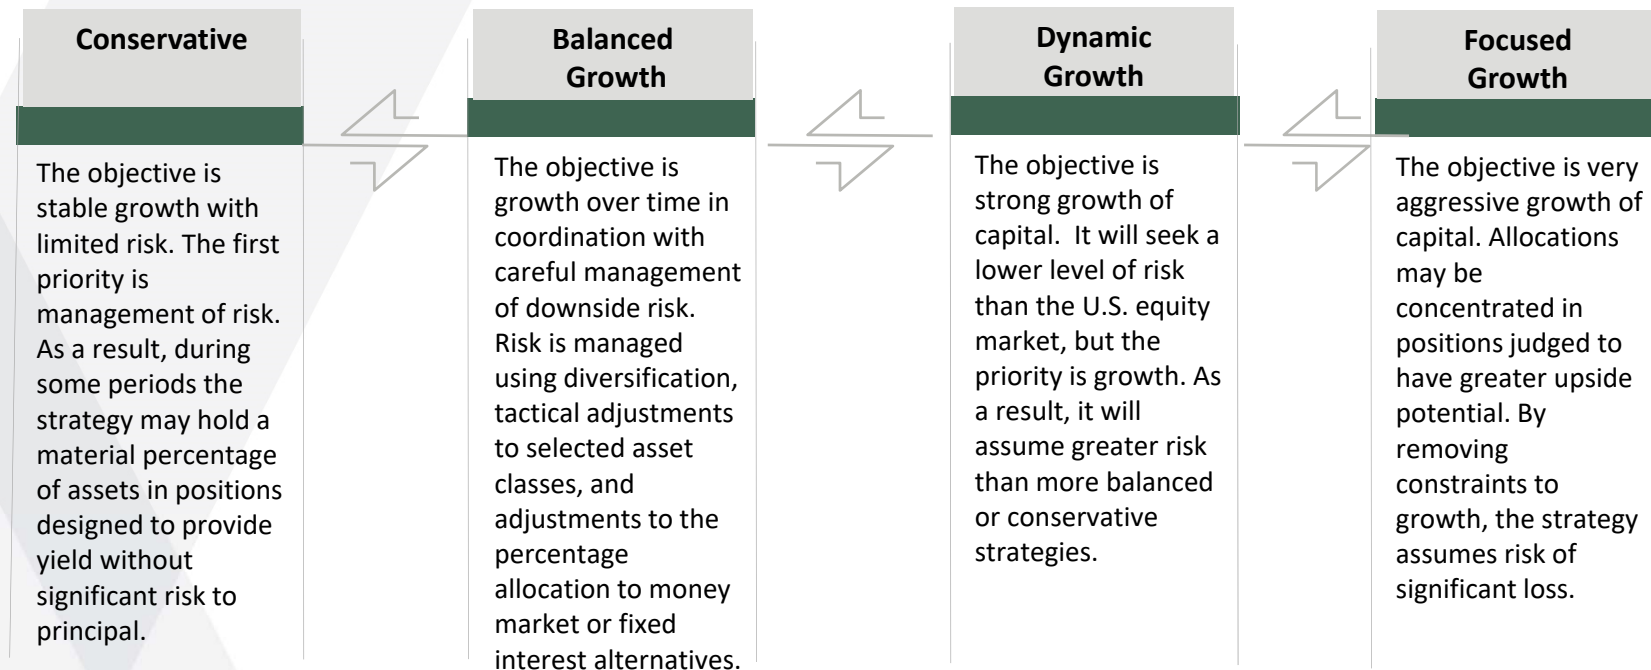 Conservative
The objective is
stable growth with
limited risk. The first
priority is
management of risk.
As a result, during
some periods the
strategy may hold a
material percentage
of assets in positions
designed to provide
yield without
significant risk to
principal.
Balanced
Growth
The objective is
growth over time in
coordination with
careful management
of downside risk.
Risk is managed
using diversification,
tactical adjustments
to selected asset
classes, and
adjustments to the
percentage
allocation to money
market or fixed
interest alternatives.
Dynamic
Growth
The objective is
strong growth of
capital.  It will seek a
lower level of risk
than the U.S. equity
market, but the
priority is growth. As
a result, it will
assume greater risk
than more balanced
or conservative
strategies.
Focused
Growth
The objective is very
aggressive growth of
capital. Allocations
may be
concentrated in
positions judged to
have greater upside
potential. By
removing
constraints to
growth, the strategy
assumes risk of
significant loss.